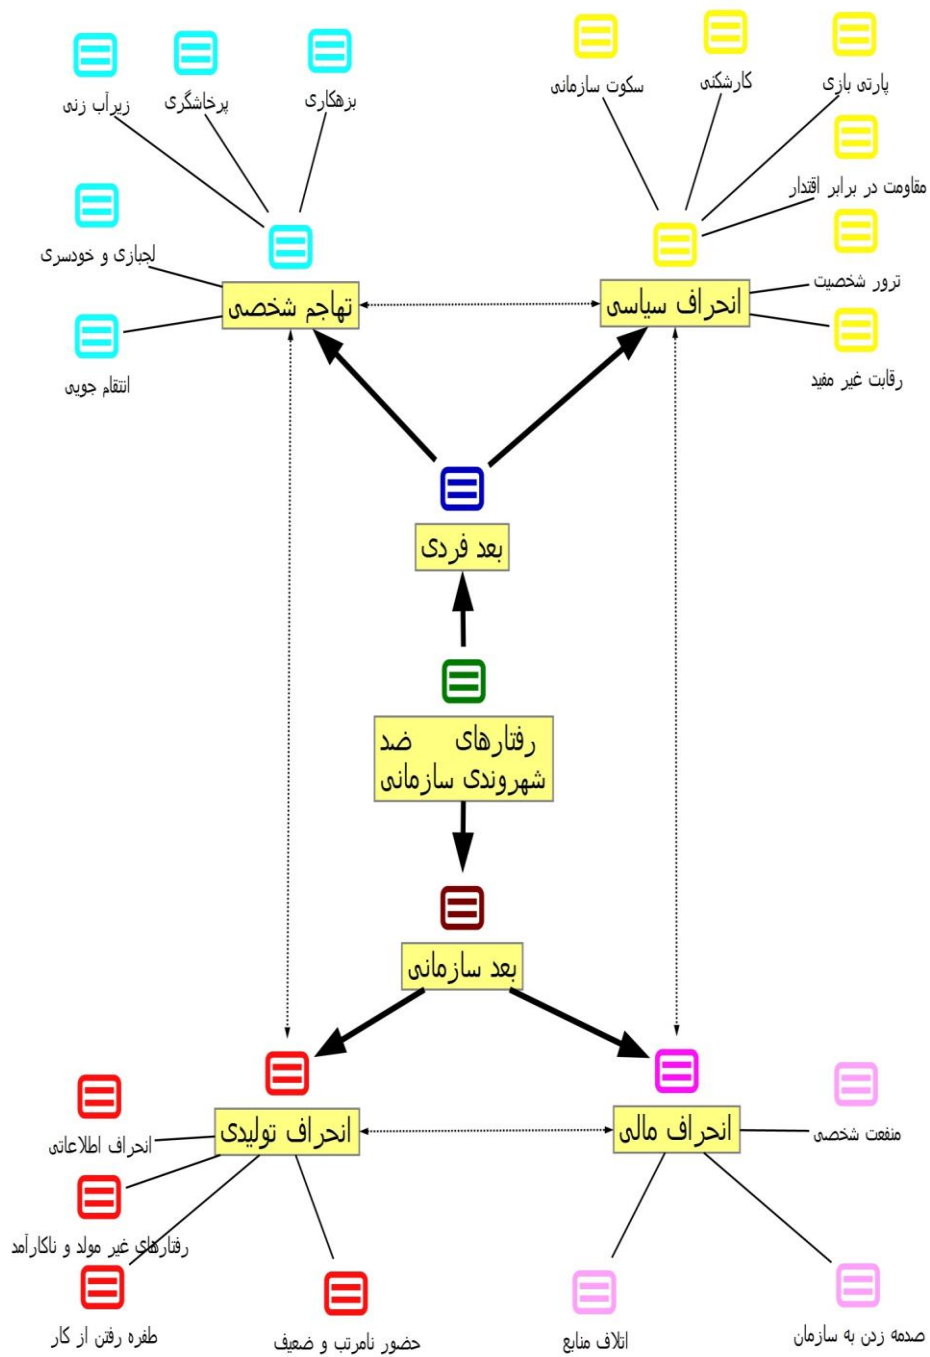 پارتی بازی
کارشکنی
سکوت سازمانی
بزهکاری
پرخاشگری
زیرآب زنی
مقاومت در برابر اقتدار
لجبازی و خودسری
ترور شخصیت
انحراف سیاسی
تهاجم شخصی
رقابت غیر مفید
انتقام جویی
بعد فردی
رفتارهای ضد
شهروندی سازمانی
بعد سازمانی
انحراف مالی
انحراف تولیدی
منفعت شخصی
انحراف اطلاعاتی
رفتارهای غیر مولد و ناکارآمد
صدمه زدن به سازمان
اتلاف منابع
حضور نامرتب و ضعیف
طفره رفتن از کار